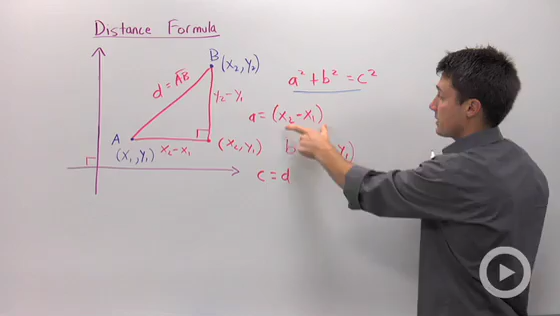 Distance Formula
B (x₂, y₂)
a² + b² = c²
d = AB
y₂ - y₁
a = (x₂ - x₁)
A
(x₂, y₁)
b y₁)
(x₁, y₁)
x₂ - x₁
c = d